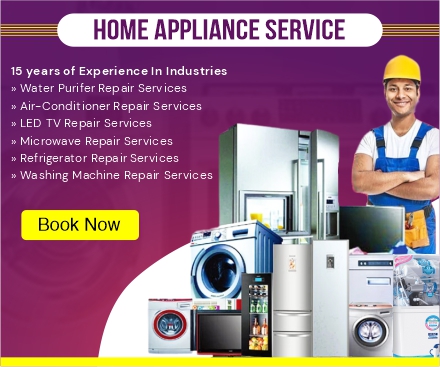 HOME APPLIANCE SERVICE
15 years of Experience In Industries
» Water Purifer Repair Services
» Air-Conditioner Repair Services
» LED TV Repair Services
» Microwave Repair Services
» Refrigerator Repair Services
» Washing Machine Repair Services
Book Now